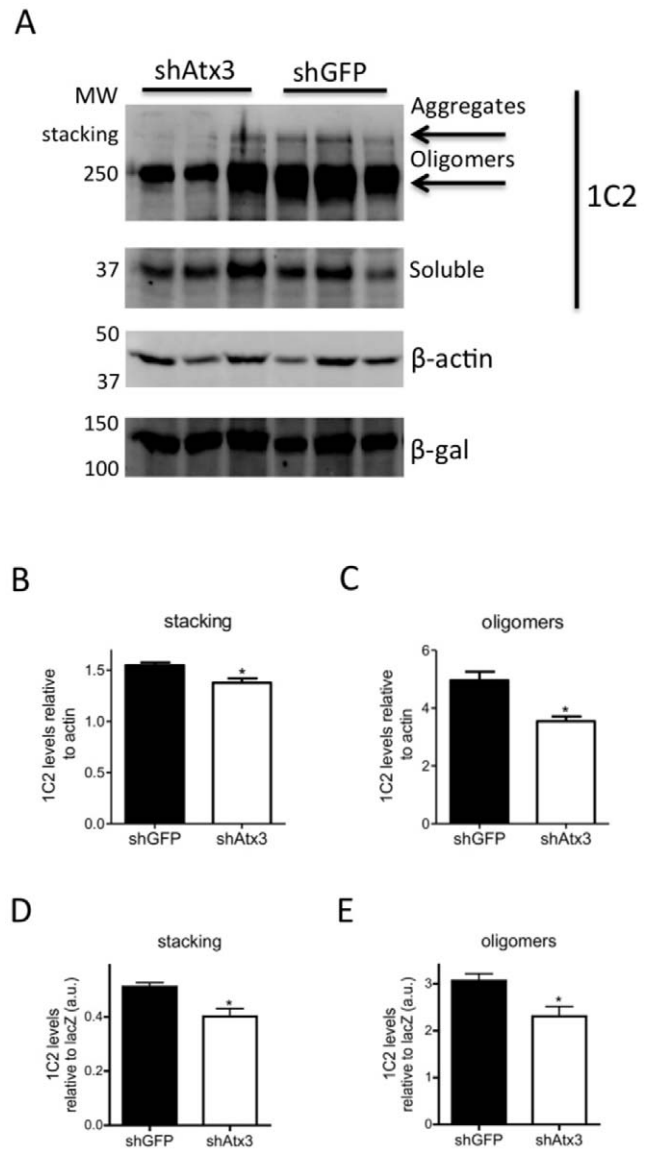 A
shAtx3 shGFP
MW
Aggregates
stacking
Oligomers
250
1C2
37 Soluble
50
β-actin
37
150
β-gal
100
B
stacking
1C2 levels relative
to actin
1.5
1.0
0.5
0.0
*
shGFP shAtx3
C
oligomers
1C2 levels relative
to actin
6
4
2
0
*
shGFP shAtx3
D
stacking
1C2 levels
relative to lacZ (a.u.)
0.4
0.2
0.0
*
shGFP shAtx3
E
oligomers
1C2 levels
relative to lacZ (a.u.)
3
2
1
0
*
shGFP shAtx3